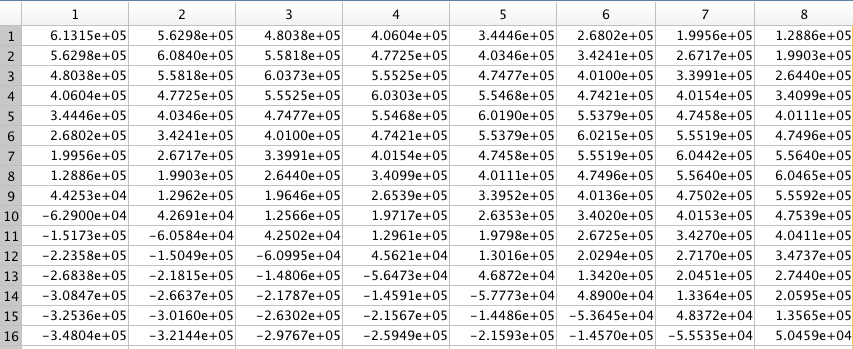 1 2 3 4 5 6 7 8
1 6.1315e+05 5.6298e+05 4.8038e+05 4.0604e+05 3.4446e+05 2.6802e+05 1.9956e+05 1.2886e+05
2 5.6298e+05 6.0840e+05 5.5818e+05 4.7725e+05 4.0346e+05 3.4241e+05 2.6717e+05 1.9903e+05
3 4.8038e+05 5.5818e+05 6.0373e+05 5.5525e+05 4.7477e+05 4.0100e+05 3.3991e+05 2.6440e+05
4 4.0604e+05 4.7725e+05 5.5525e+05 6.0303e+05 5.5468e+05 4.7421e+05 4.0154e+05 3.4099e+05
5 3.4446e+05 4.0346e+05 4.7477e+05 5.5468e+05 6.0190e+05 5.5379e+05 4.7458e+05 4.0111e+05
6 2.6802e+05 3.4241e+05 4.0100e+05 4.7421e+05 5.5379e+05 6.0215e+05 5.5519e+05 4.7496e+05
7 1.9956e+05 2.6717e+05 3.3991e+05 4.0154e+05 4.7458e+05 5.5519e+05 6.0442e+05 5.5640e+05
8 1.2886e+05 1.9903e+05 2.6440e+05 3.4099e+05 4.0111e+05 4.7496e+05 5.5640e+05 6.0465e+05
9 4.4253e+04 1.2962e+05 1.9646e+05 2.6539e+05 3.3952e+05 4.0136e+05 4.7502e+05 5.5592e+05
10 −6.2900e+04 4.2691e+04 1.2566e+05 1.9717e+05 2.6353e+05 3.4020e+05 4.0153e+05 4.7539e+05
11 −1.5173e+05 −6.0584e+04 4.2502e+04 1.2961e+05 1.9798e+05 2.6725e+05 3.4270e+05 4.0411e+05
12 −2.2358e+05 −1.5049e+05 −6.0995e+04 4.5621e+04 1.3016e+05 2.0294e+05 2.7170e+05 3.4737e+05
13 −2.6838e+05 −2.1815e+05 −1.4806e+05 −5.6473e+04 4.6872e+04 1.3420e+05 2.0451e+05 2.7440e+05
14 −3.0847e+05 −2.6637e+05 −2.1787e+05 −1.4591e+05 −5.7773e+04 4.8900e+04 1.3364e+05 2.0595e+05
15 −3.2536e+05 −3.0160e+05 −2.6302e+05 −2.1567e+05 −1.4486e+05 −5.3645e+04 4.8372e+04 1.3565e+05
16 −3.4804e+05 −3.2144e+05 −2.9767e+05 −2.5949e+05 −2.1593e+05 −1.4570e+05 −5.5535e+04 5.0459e+04